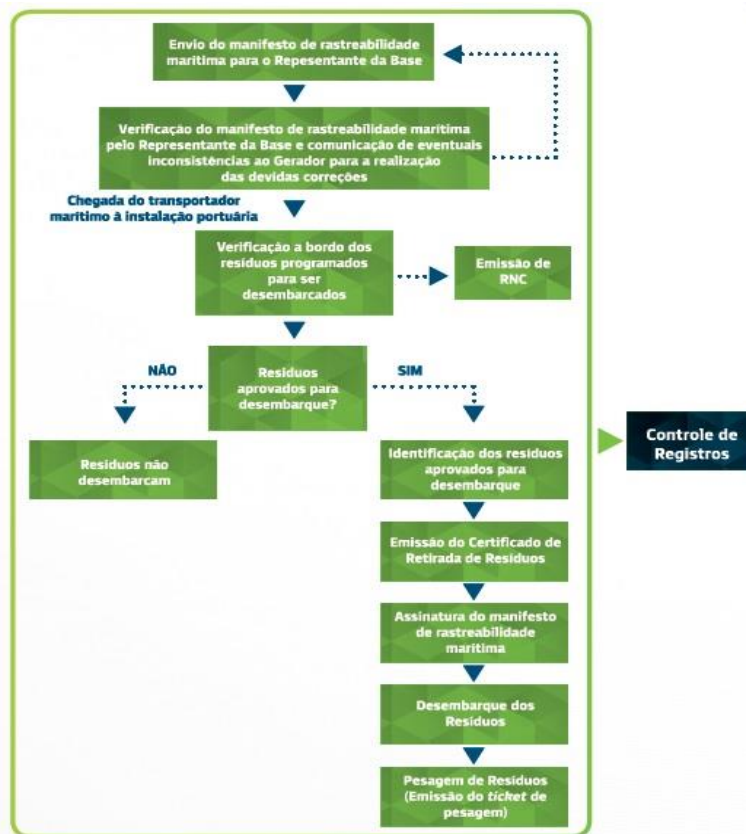 Envio do manifesto de rastreabilidade
marítima para o Repesentante da Base
Verificação do manifesto de rastreabilidade marítima
pelo Representante da Base e comunicação de eventuais
inconsistências ao Gerador para a realização
das devidas correções
Chegada do transportador
marítimo à instalação portuária
Verificação a bordo dos
resíduos programados
para ser
desembarcados
Emissão de
RNC
NÃO
Resíduos
aprovados para
desembarque?
SIM
Resíduos não
desembarcam
Identificação dos resíduos
aprovados para
desembarque
Controle de
Registros
Emissão do Certificado de
Retirada de Resíduos
Assinatura do manifesto
de rastreabilidade
marítima
Desembarque dos
Resíduos
Pesagem de Resíduos
(Emissão do ticket de
pesagem)